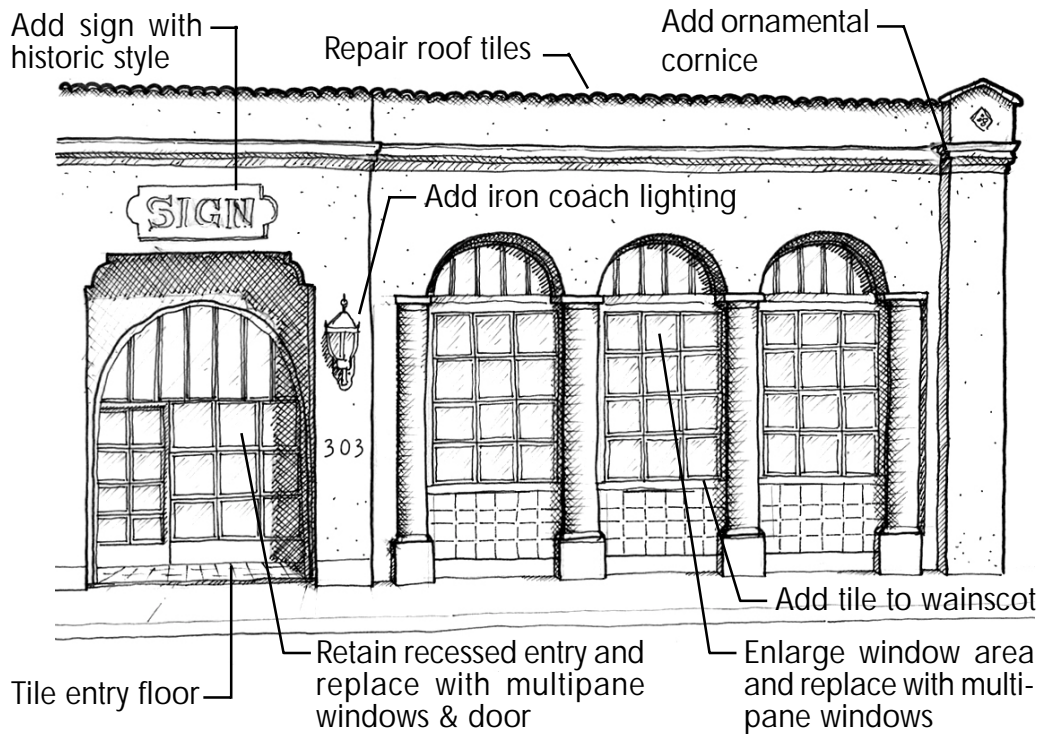 Add sign with
historic style
Repair roof tiles
Add ornamental
cornice
SIGN
Add iron coach lighting
303
Add tile to wainscot
Tile entry floor
Retain recessed entry and
replace with multipane
windows & door
Enlarge window area
and replace with multi-
pane windows